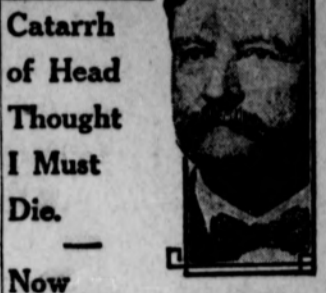 Catarrh
of Head
Thought
I Must
Die.
Now